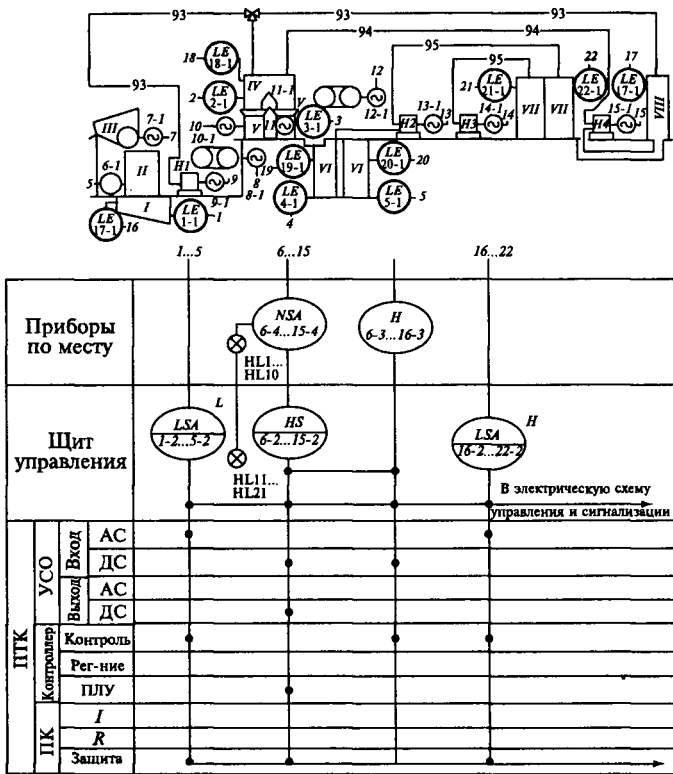 93
93
93
94
94
93
95
95
18
LE
18-1
IV
11-1
2
LE
2-1
V
12
12-1
22
LE
22-1
17
LE
17-1
VIII
21
LE
21-1
VII
VII
10
10-1
V
11
LE
3-1
3
Н2
13-1
13
Н3
14-1
14
Н4
15-1
15
III
7-1
7
6-1
5
II
Н1
9
9-1
8
8-1
19
LE
19-1
VI
VI
LE
20-1
20
LE
17-1
16
I
LE
1-1
1
LE
4-1
4
LE
5-1
5
1...5
6...15
16...22
Приборы
по месту
NSA
6-4...15-4
H
6-3...16-3
HL1...
HL10
Щит
управления
L
LSA
1-2...5-2
HS
6-2...15-2
H
LSA
16-2...22-2
HL11...
HL21
В электрическую схему
управления и сигнализации
ПТК
УСО
Вход
АС
ДС
Выход
АС
ДС
Контроллер
Контроль
Рег-ние
ПЛУ
ПК
I
R
Защита